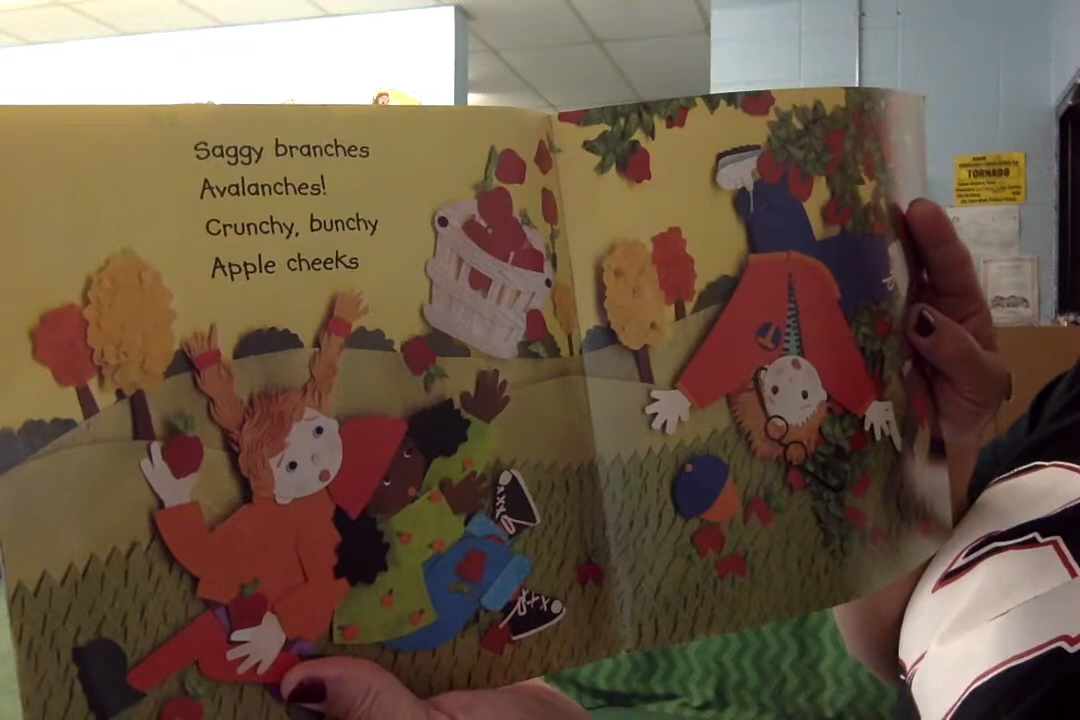 Saggy branches
Avalanches!
Crunchy, bunchy
Apple cheeks
TORNADO